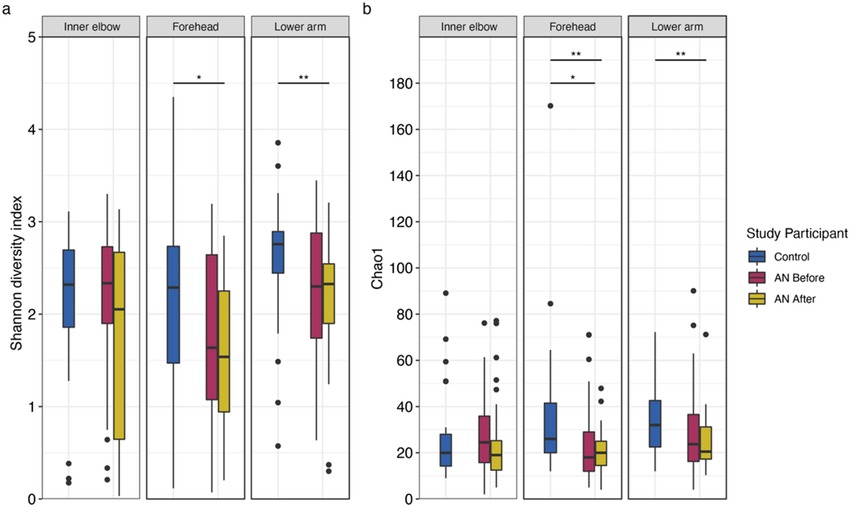 a
Inner elbow Forehead Lower arm
5
4
3
2
1
0
Shannon diversity index
* **
b
Inner elbow Forehead Lower arm
180
160
140
120
100
80
60
40
20
0
Chao1
** **
*
Study Participant
Control
AN Before
AN After